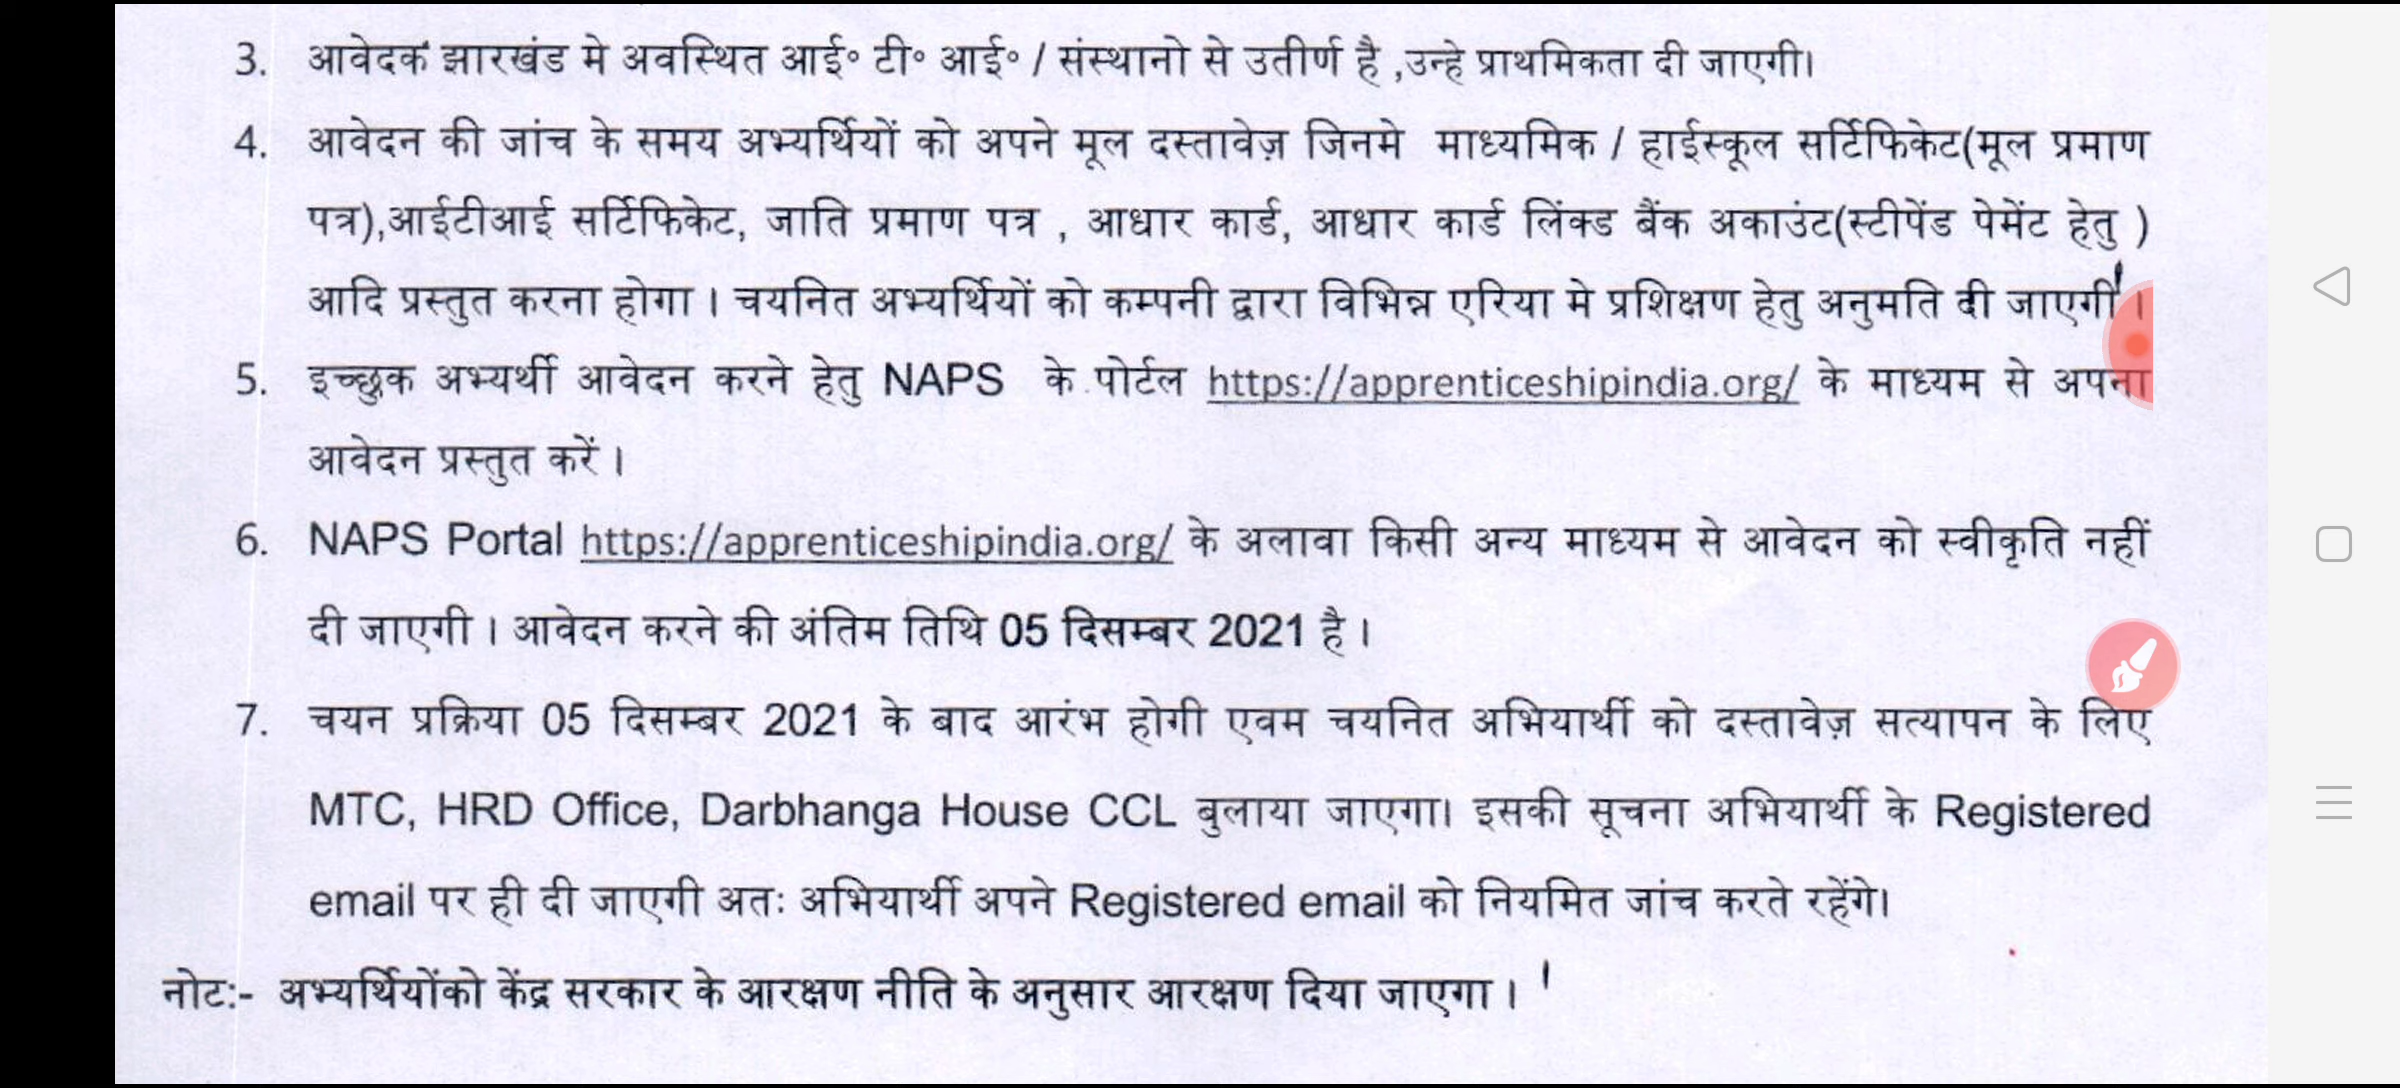 3. आवेदक झारखंड मे अवस्थित आई॰ टी॰ आई॰ / संस्थानो से उतीर्ण है ,उन्हे प्राथमिकता दी जाएगी।
4. आवेदन की जांच के समय अभ्यर्थियों को अपने मूल दस्तावेज़ जिनमे माध्यमिक / हाईस्कूल सर्टिफिकेट(मूल प्रमाण
पत्र),आईटीआई सर्टिफिकेट, जाति प्रमाण पत्र , आधार कार्ड, आधार कार्ड लिंक्ड बैंक अकाउंट(स्टीपेंड पेमेंट हेतु )
आदि प्रस्तुत करना होगा । चयनित अभ्यर्थियों को कम्पनी द्वारा विभिन्न एरिया मे प्रशिक्षण हेतु अनुमति दी जाएगी ।
5. इच्छुक अभ्यर्थी आवेदन करने हेतु NAPS के पोर्टल https://apprenticeshipindia.org/ के माध्यम से अपना
आवेदन प्रस्तुत करें ।
6. NAPS Portal https://apprenticeshipindia.org/ के अलावा किसी अन्य माध्यम से आवेदन को स्वीकृति नहीं
दी जाएगी । आवेदन करने की अंतिम तिथि 05 दिसम्बर 2021 है ।
7. चयन प्रक्रिया 05 दिसम्बर 2021 के बाद आरंभ होगी एवम चयनित अभियार्थी को दस्तावेज़ सत्यापन के लिए
MTC, HRD Office, Darbhanga House CCL बुलाया जाएगा। इसकी सूचना अभियार्थी के Registered
email पर ही दी जाएगी अतः अभियार्थी अपने Registered email को नियमित जांच करते रहेंगे।
नोट:- अभ्यर्थियोंको केंद्र सरकार के आरक्षण नीति के अनुसार आरक्षण दिया जाएगा ।